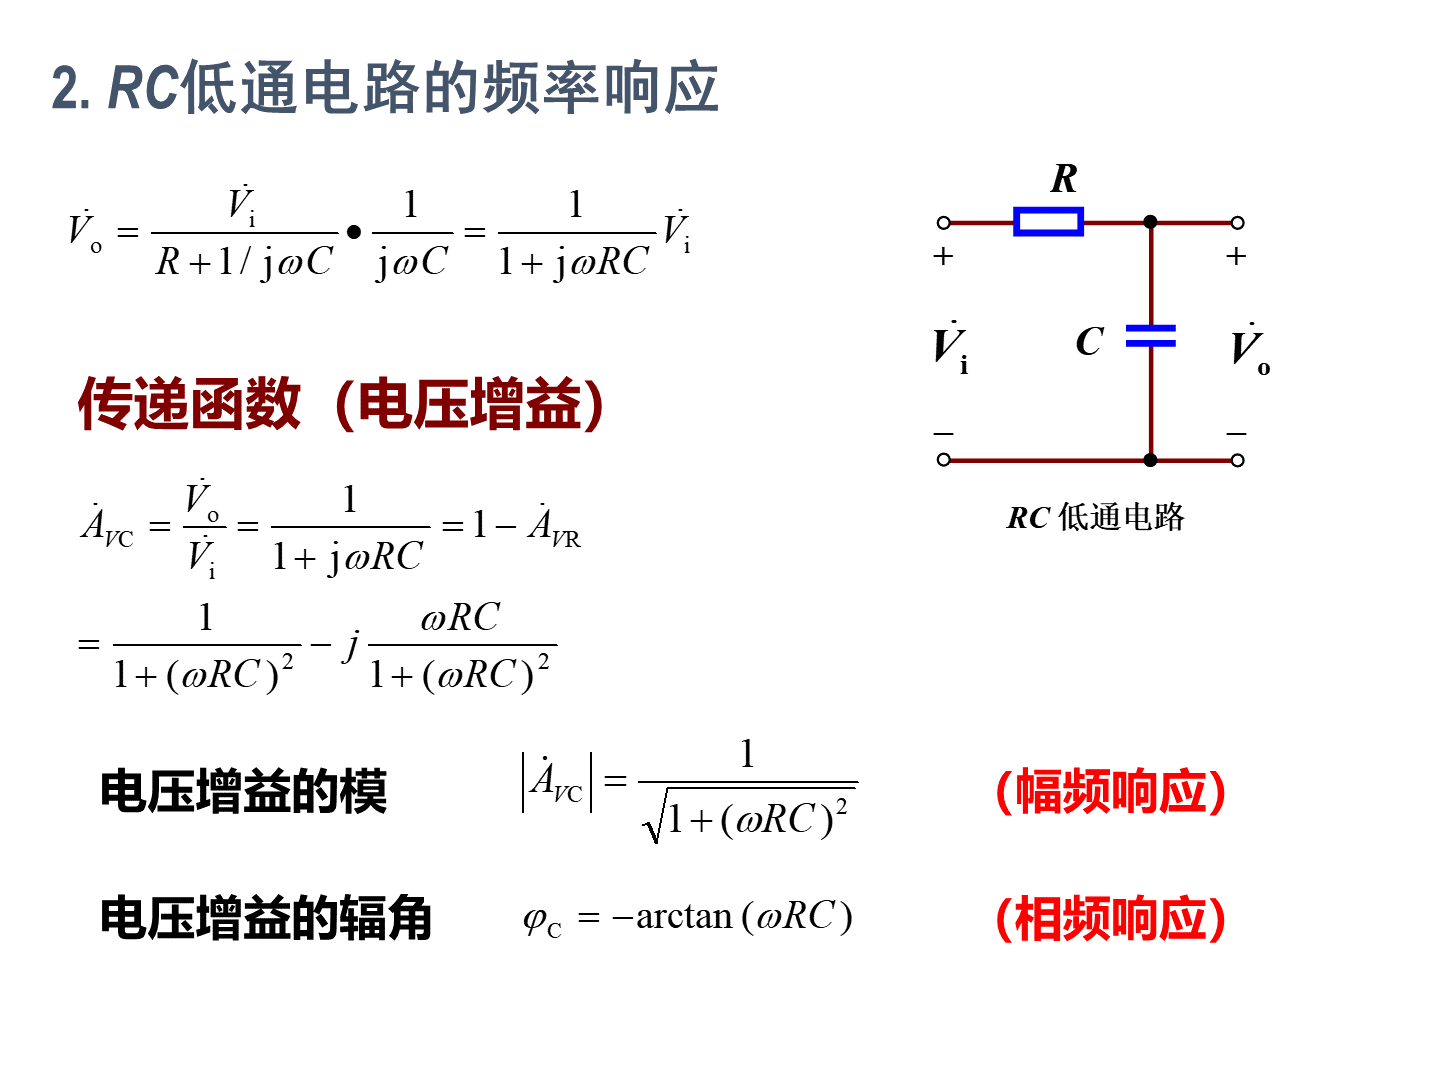 2. RC低通电路的频率响应
V̇o = V̇i / (R + 1/jωC) • 1/(jωC) = 1/(1 + jωRC) V̇i
R
+ +
V̇i C V̇o
− −
RC 低通电路
传递函数（电压增益）
ȦVC = V̇o/V̇i = 1/(1 + jωRC) = 1 − ȦVR
= 1/(1+(ωRC)²) − j ωRC/(1+(ωRC)²)
电压增益的模 |ȦVC| = 1/√(1+(ωRC)²) （幅频响应）
电压增益的辐角 φC = −arctan (ωRC) （相频响应）